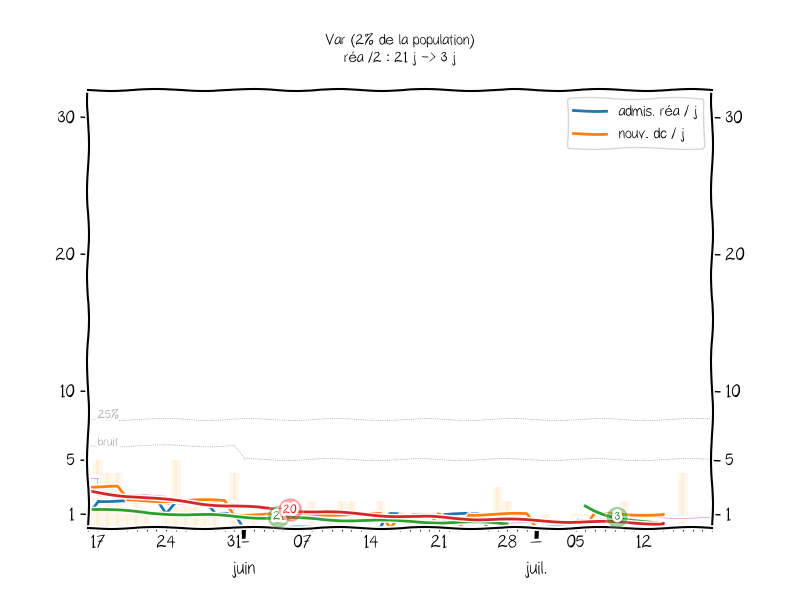 Var (2% de la population)
réa /2 : 21 j -> 3 j
admis. réa / j
nouv. dc / j
30 30
20 20
10 10
25%
bruit
5 5
1 1
20
3
17 24 31 07 14 21 28 05 12
juin juil.